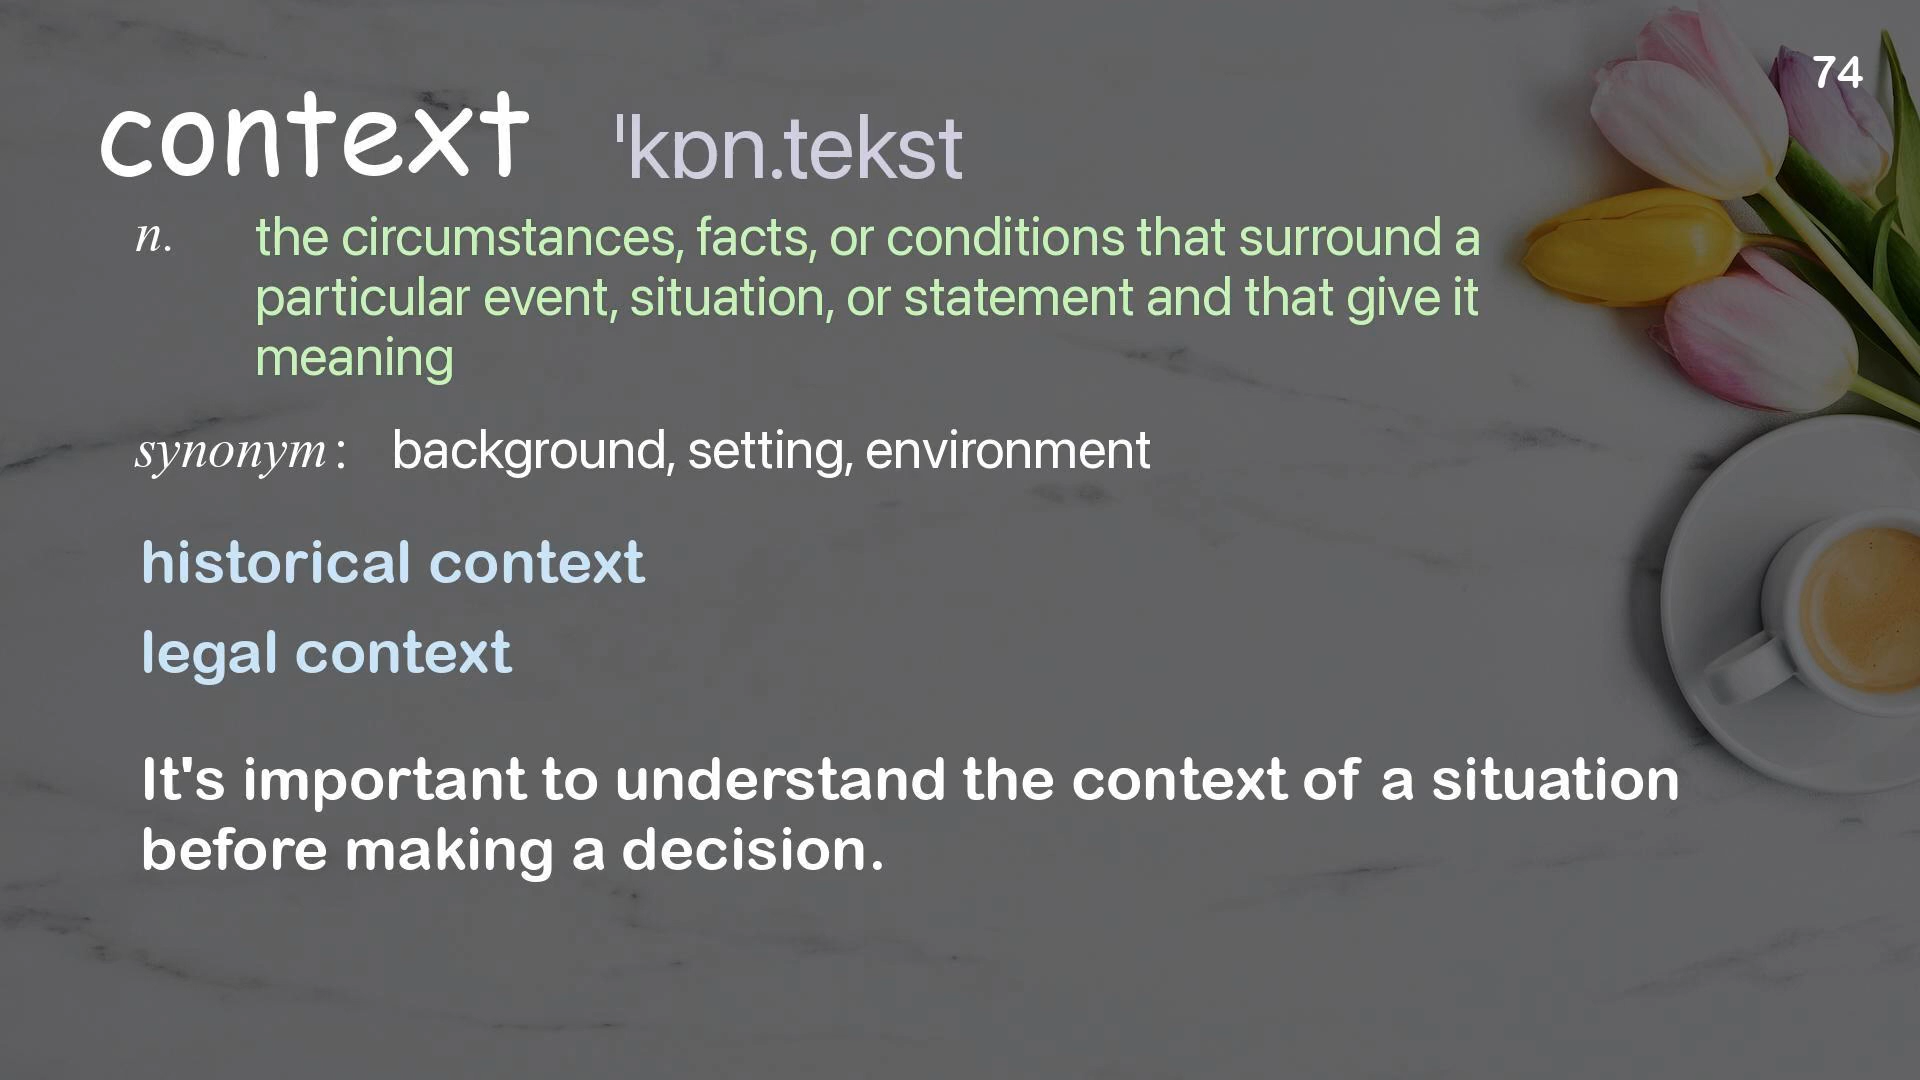 74
context ˈkɒn.tekst
n. the circumstances, facts, or conditions that surround a
particular event, situation, or statement and that give it
meaning
synonym: background, setting, environment
historical context
legal context
It's important to understand the context of a situation
before making a decision.